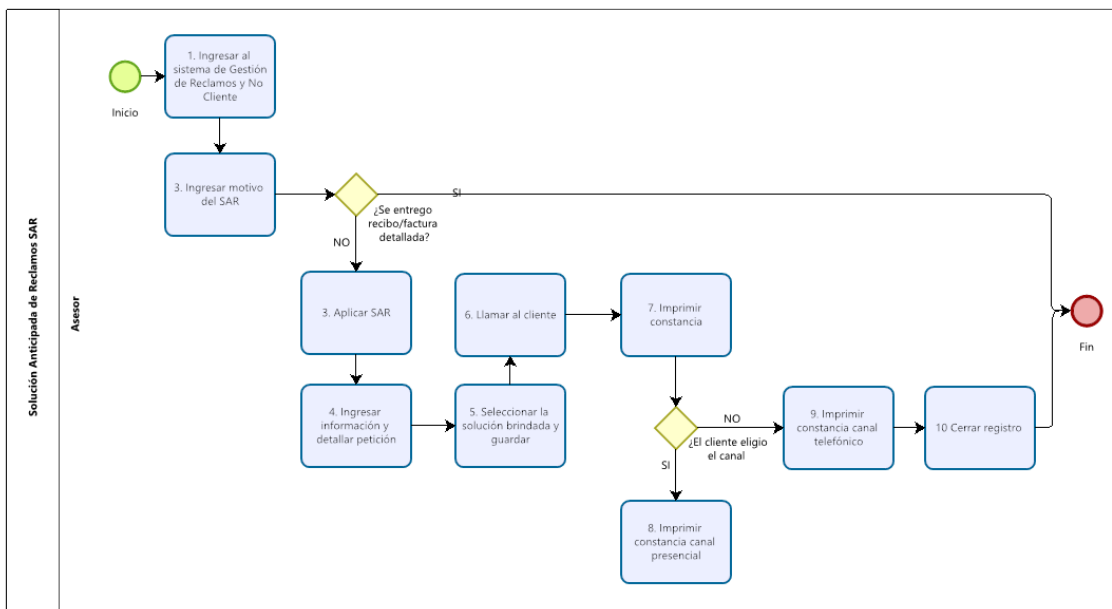 Solución Anticipada de Reclamos SAR
Asesor
Inicio
1. Ingresar al
sistema de Gestión
de Reclamos y No
Cliente
3. Ingresar motivo
del SAR
¿Se entrego
recibo/factura
detallada?
SI
NO
3. Aplicar SAR
4. Ingresar
información y
detallar petición
5. Seleccionar la
solución brindada y
guardar
6. Llamar al cliente
7. Imprimir
constancia
¿El cliente eligio
el canal
NO
SI
8. Imprimir
constancia canal
presencial
9. Imprimir
constancia canal
telefónico
10 Cerrar registro
Fin